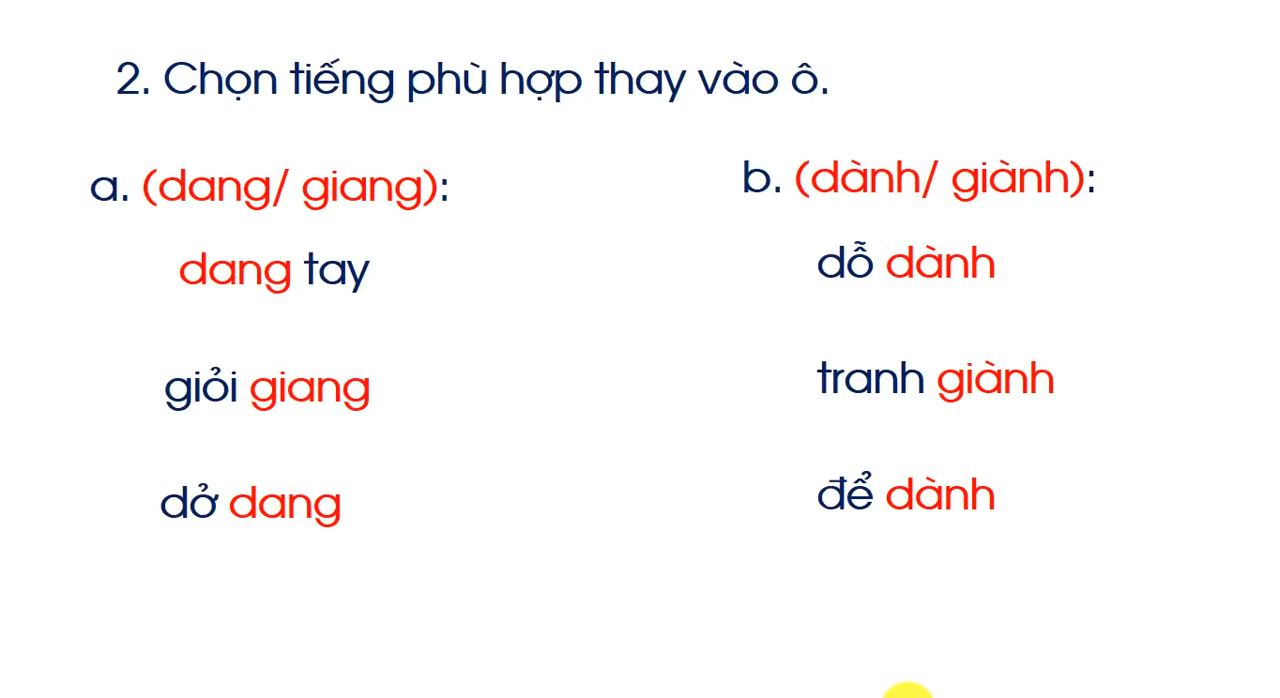 2. Chọn tiếng phù hợp thay vào ô.
a. (dang/ giang):
dang tay
giỏi giang
dở dang
b. (dành/ giành):
dỗ dành
tranh giành
để dành